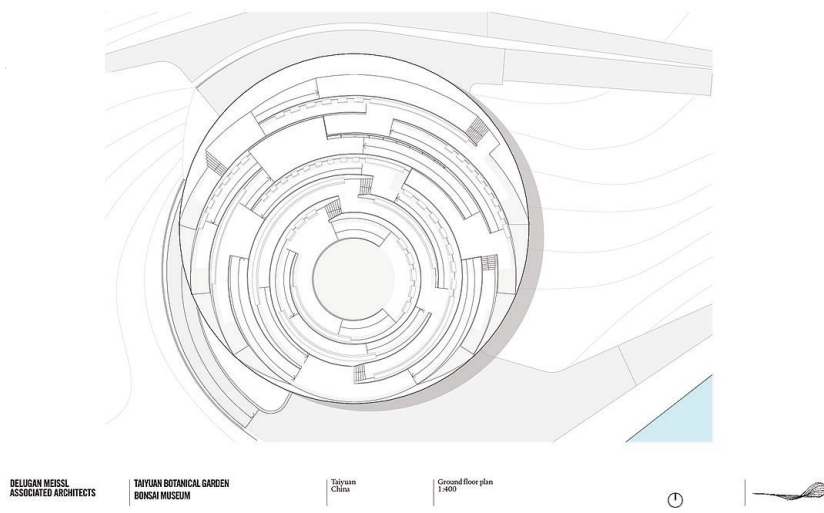 DELUGAN MEISSL
ASSOCIATED ARCHITECTS
TAIYUAN BOTANICAL GARDEN
BONSAI MUSEUM
Taiyuan
China
Ground floor plan
1:400